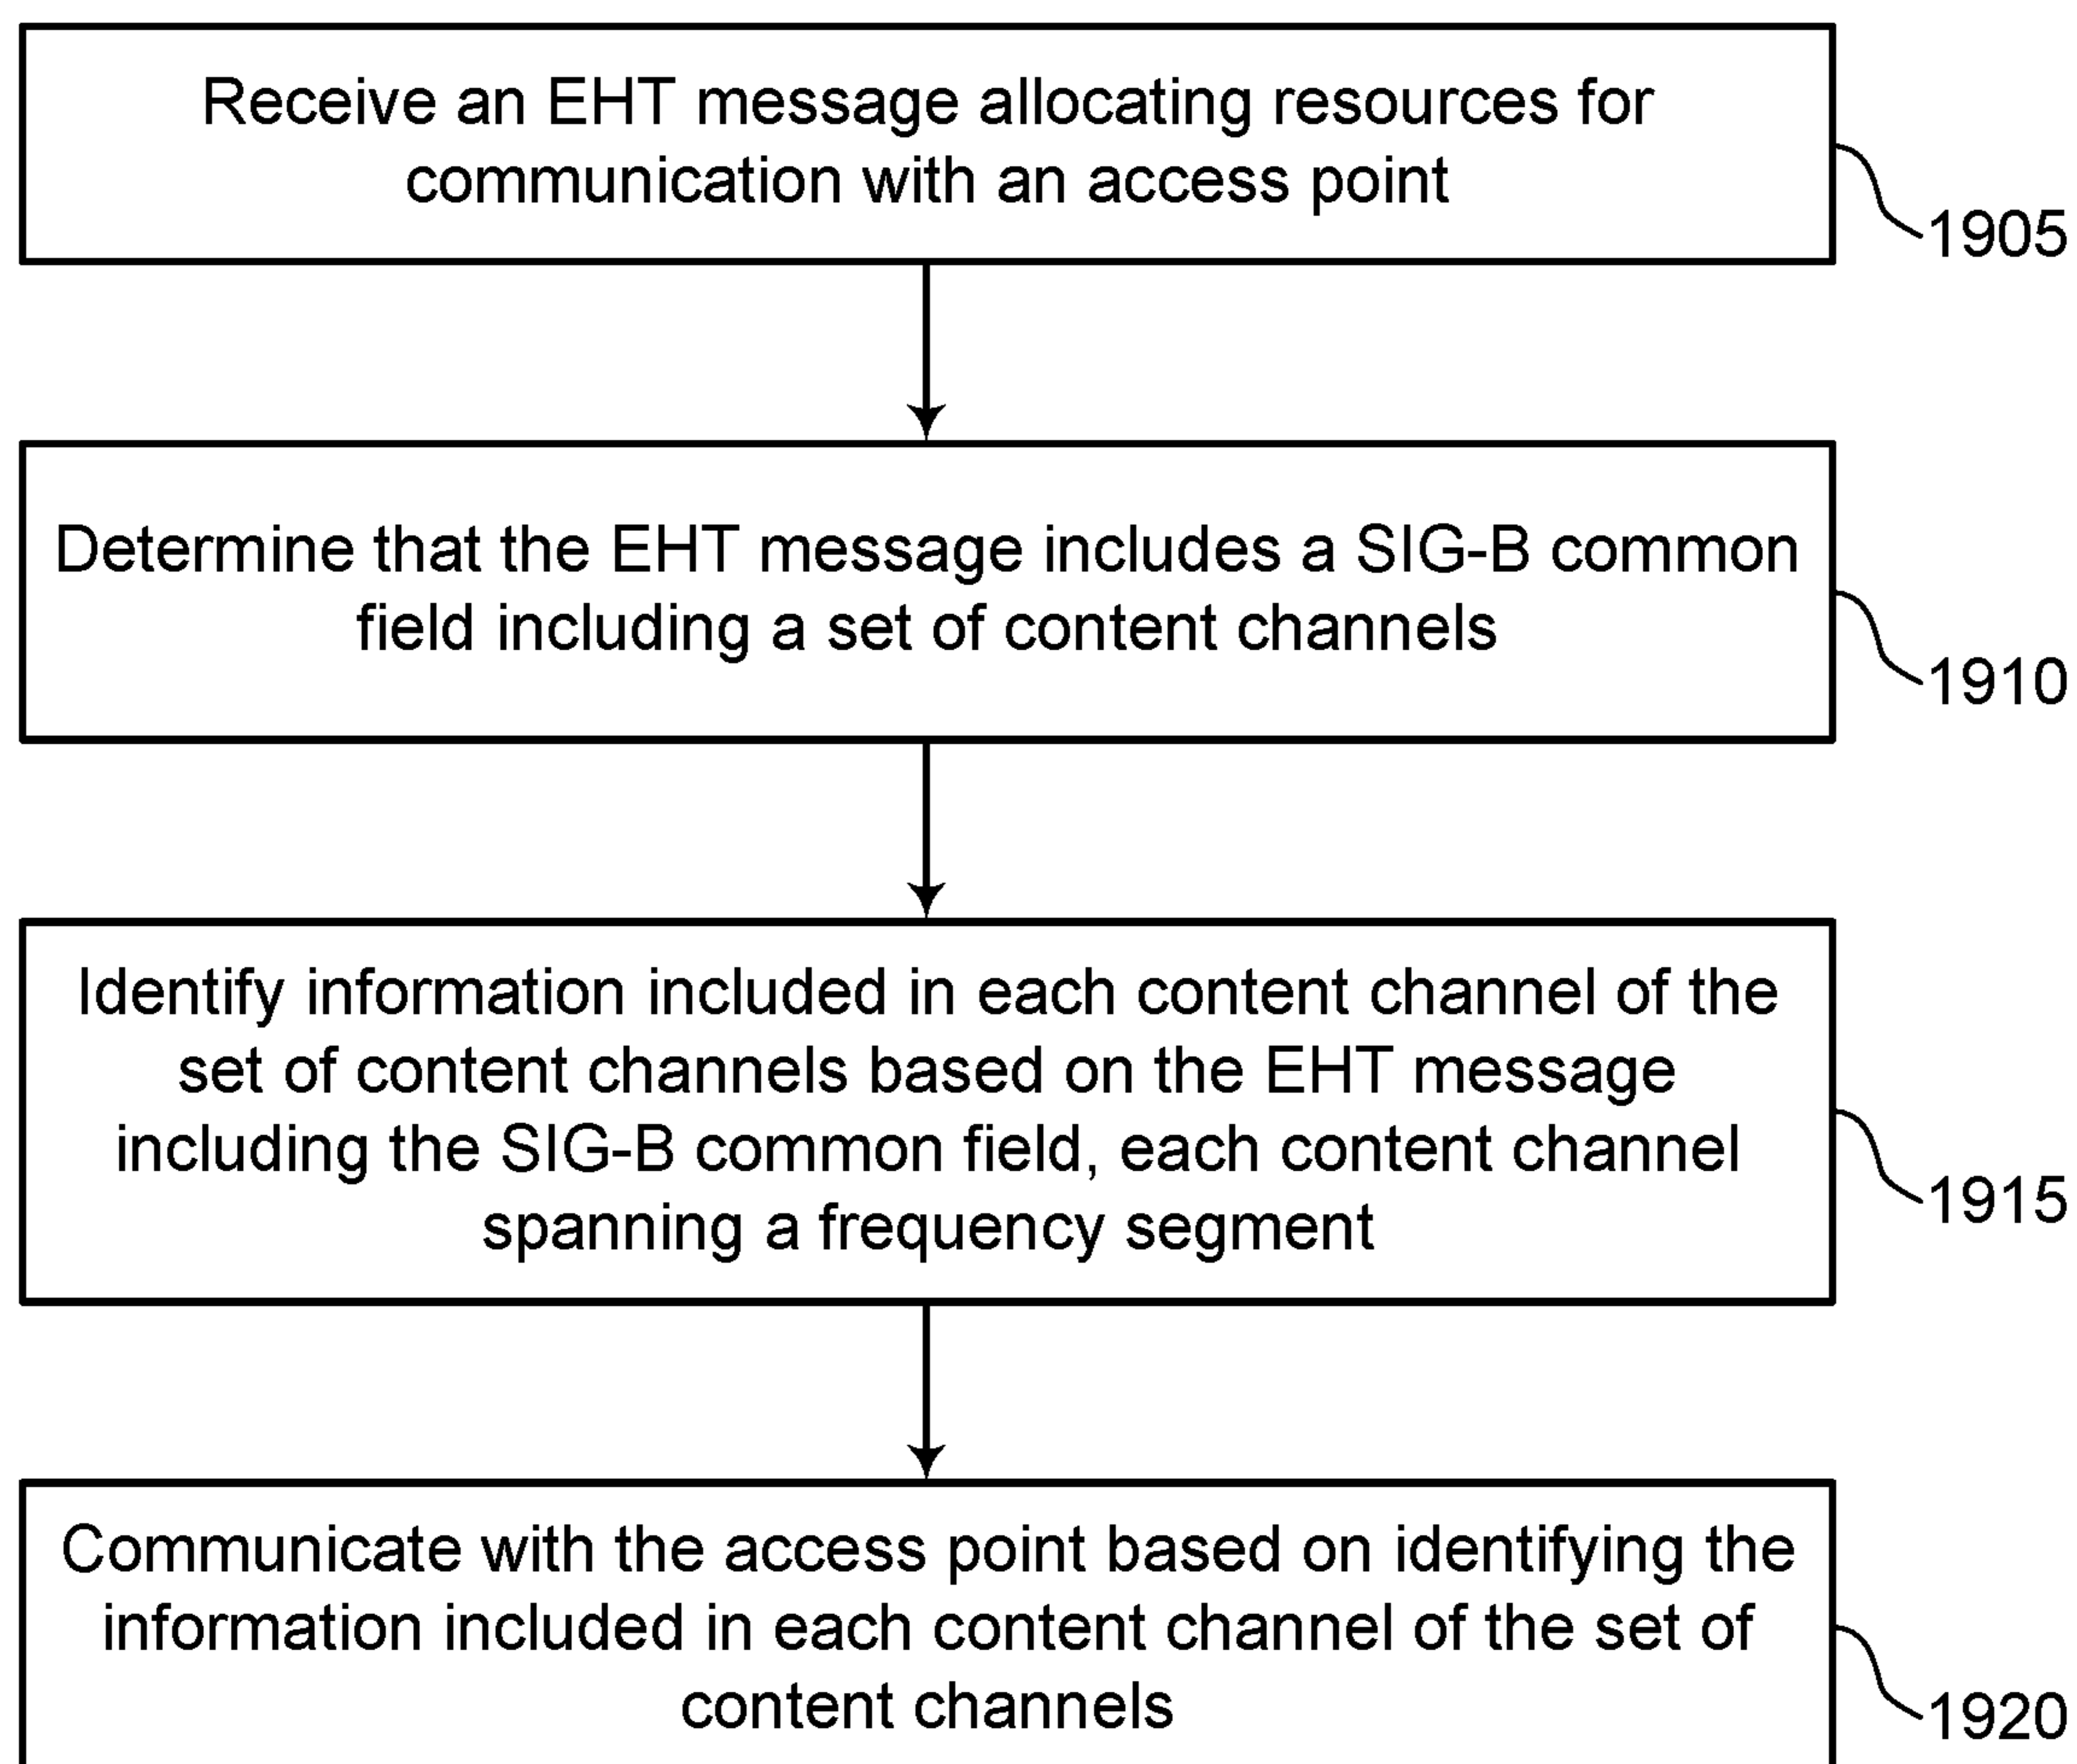 Receive an EHT message allocating resources for
communication with an access point
1905
Determine that the EHT message includes a SIG-B common
field including a set of content channels
1910
Identify information included in each content channel of the
set of content channels based on the EHT message
including the SIG-B common field, each content channel
spanning a frequency segment
1915
Communicate with the access point based on identifying the
information included in each content channel of the set of
content channels
1920